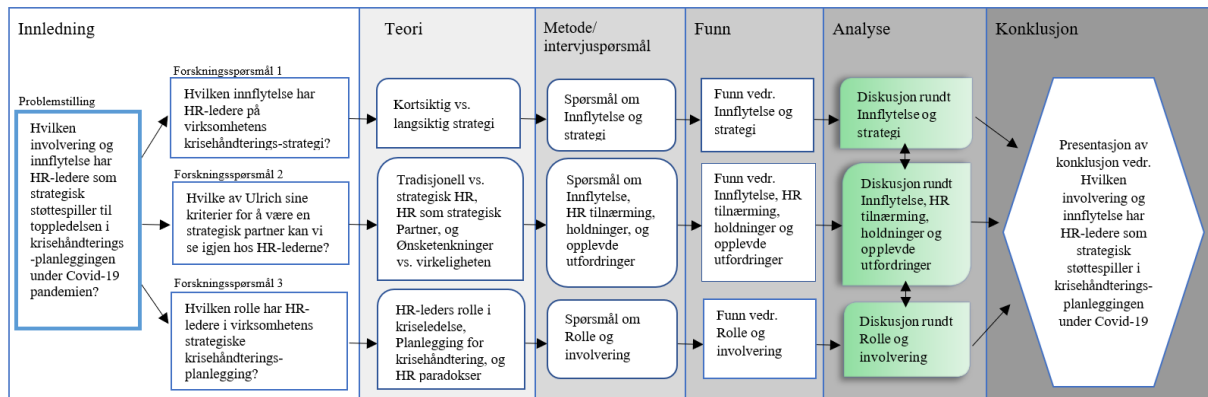 Innledning
Problemstilling
Hvilken
involvering og
innflytelse har
HR-ledere som
strategisk
støttespiller til
toppledelsen i
krisehåndterings
-planleggingen
under Covid-19
pandemien?
Forskningsspørsmål 1
Hvilken innflytelse har
HR-ledere på
virksomhetens
krisehåndterings-strategi?
Forskningsspørsmål 2
Hvilke av Ulrich sine
kriterier for å være en
strategisk partner kan vi
se igjen hos HR-lederne?
Forskningsspørsmål 3
Hvilken rolle har HR-
ledere i virksomhetens
strategiske
krisehåndterings-
planlegging?
Teori
Kortsiktig vs.
langsiktig strategi
Tradisjonell vs.
strategisk HR,
HR som strategisk
Partner, og
Ønsketenkninger
vs. virkeligheten
HR-leders rolle i
kriseledelse,
Planlegging for
krisehåndtering, og
HR paradokser
Metode/
intervjuspørsmål
Spørsmål om
Innflytelse og
strategi
Spørsmål om
Innflytelse,
HR tilnærming,
holdninger, og
opplevde
utfordringer
Spørsmål om
Rolle og
involvering
Funn
Funn vedr.
Innflytelse og
strategi
Funn vedr.
Innflytelse, HR
tilnærming,
holdninger og
opplevde
utfordringer
Funn vedr.
Rolle og
involvering
Analyse
Diskusjon rundt
Innflytelse og
strategi
Diskusjon rundt
Innflytelse, HR
tilnærming,
holdninger og
opplevde
utfordringer
Diskusjon rundt
Rolle og
involvering
Konklusjon
Presentasjon av
konklusjon vedr.
Hvilken
involvering og
innflytelse har
HR-ledere som
strategisk
støttespiller i
krisehåndterings-
planleggingen
under Covid-19